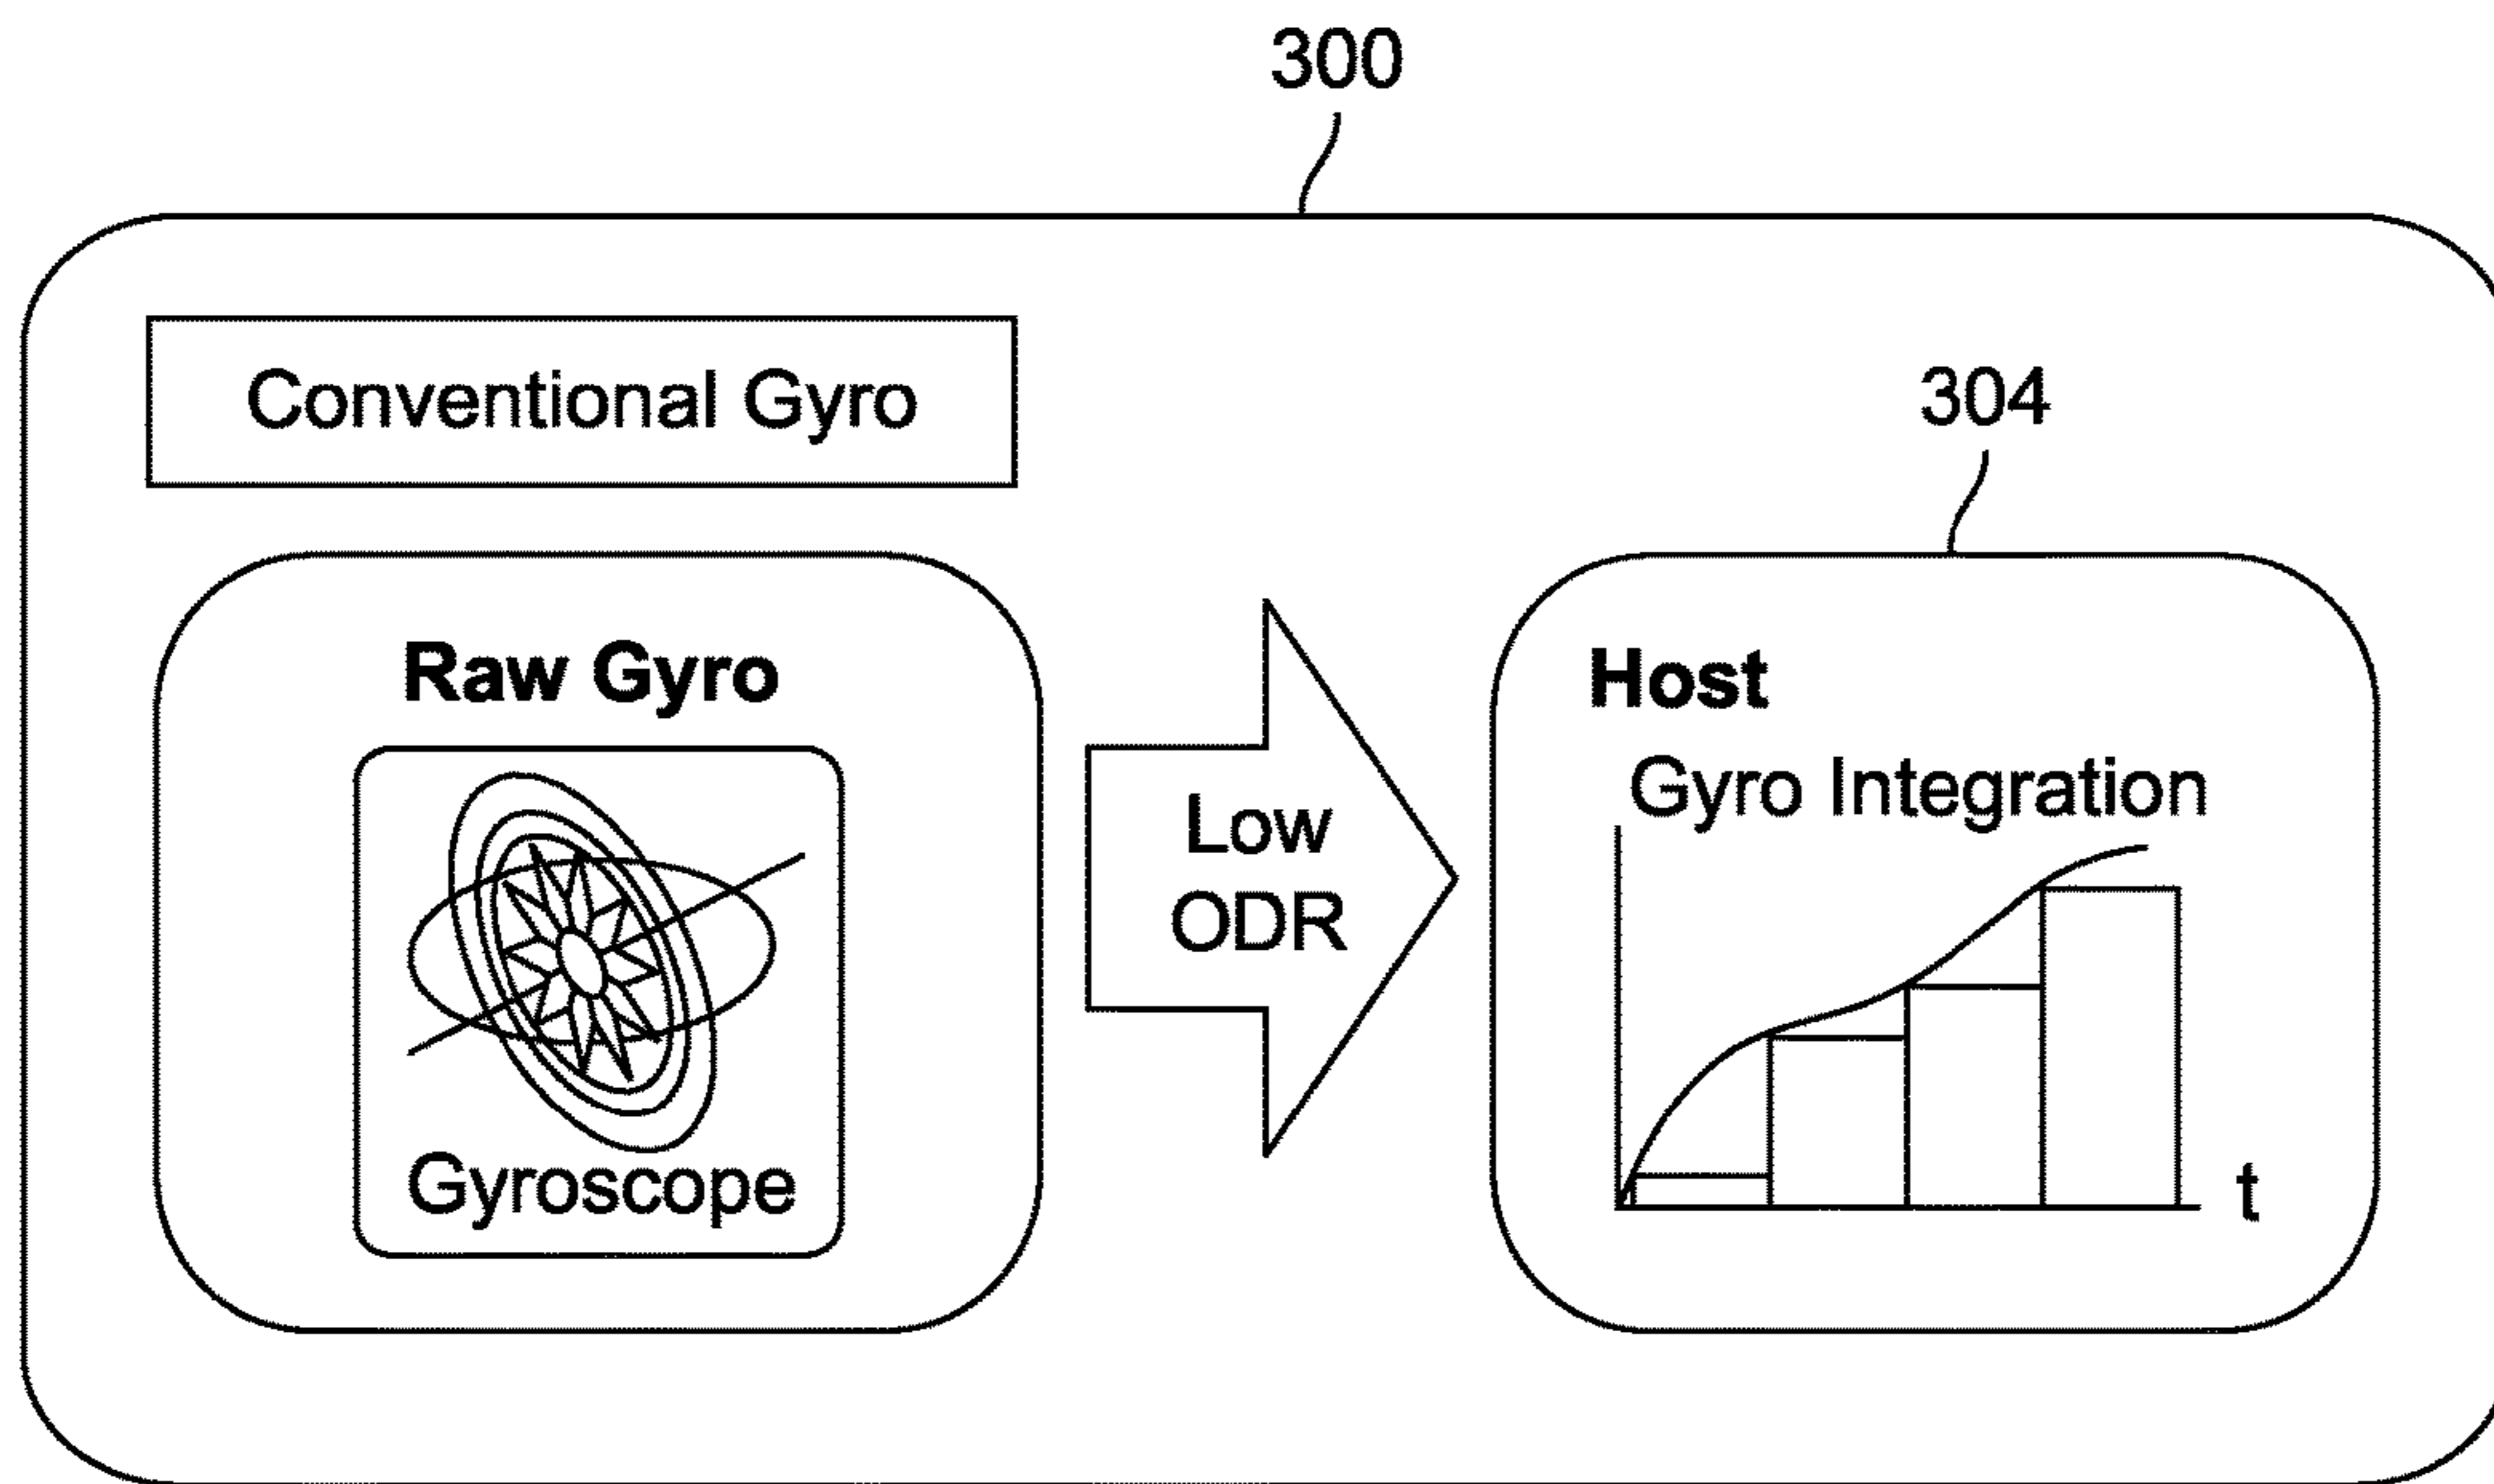 300
Conventional Gyro
304
Raw Gyro
Gyroscope
Low
ODR
Host
Gyro Integration
t